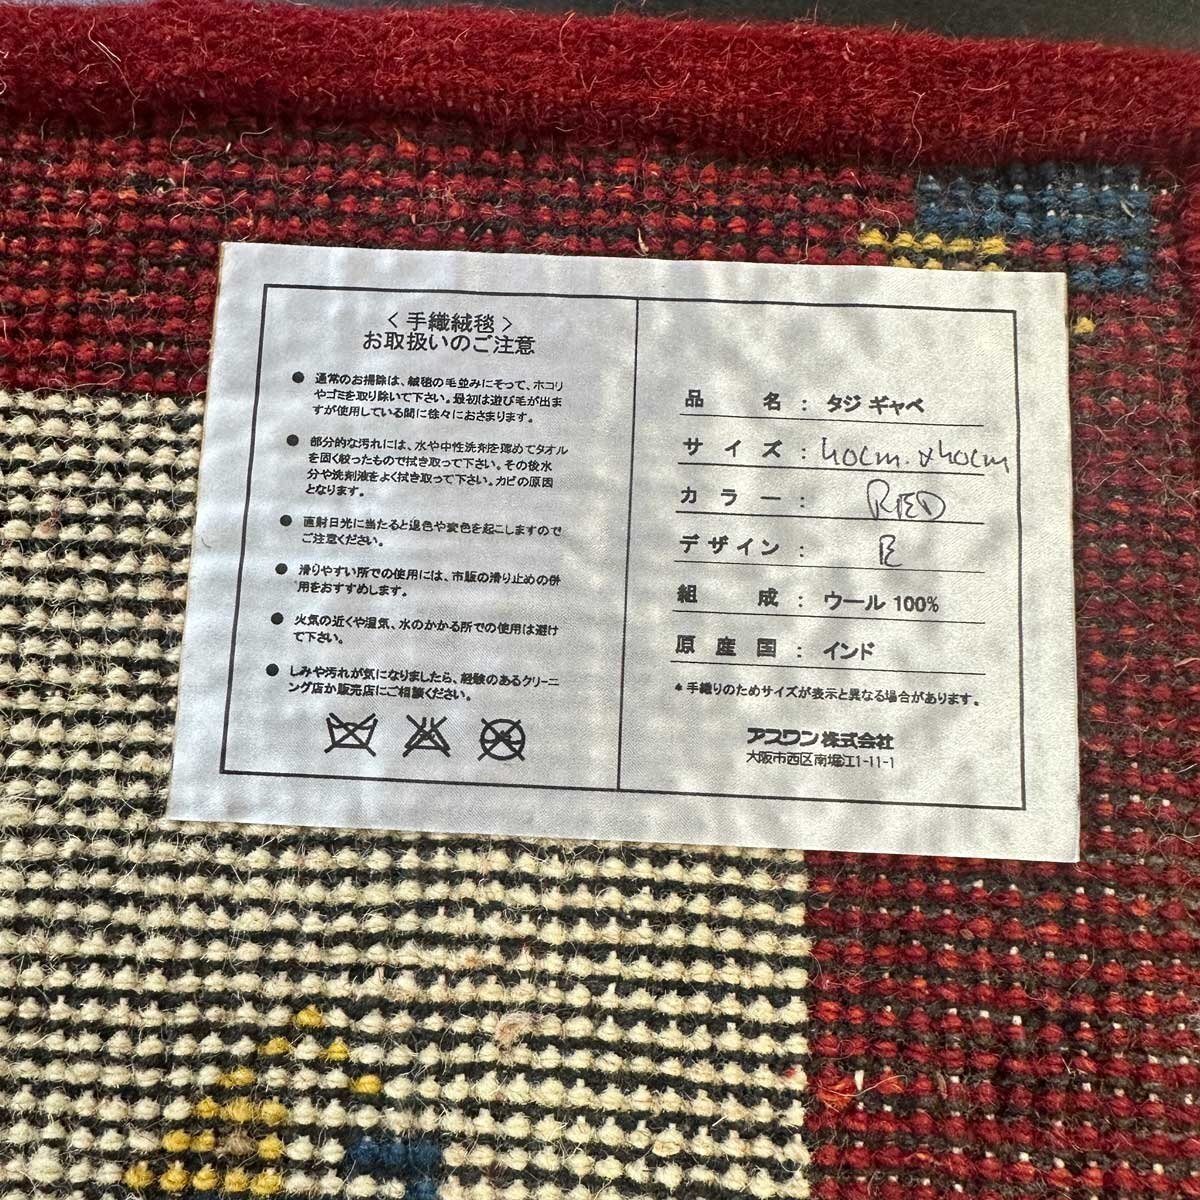 〈 手織絨毯 〉
お取扱いのご注意
● 通常のお掃除は、絨毯の毛並みにそって、ホコリ
やゴミを取り除いて下さい。最初は遊び毛が出ま
すが使用している間に徐々におさまります。
● 部分的な汚れには、水や中性洗剤を薄めてタオル
を固く絞ったもので拭き取って下さい。その後水
分や洗剤液をよく拭き取って下さい。カビの原因
となります。
● 直射日光に当たると退色や変色を起こしますので
ご注意ください。
● 滑りやすい所での使用には、市販の滑り止めの併
用をおすすめします。
● 火気の近くや湿気、水のかかる所での使用は避け
て下さい。
● しみや汚れが気になりましたら、経験のあるクリーニ
ング店か販売店にご相談ください。
品名 : タジ ギャベ
サイズ : 40cm. x 40cm
カラー : RED
デザイン : E
組成 : ウール 100%
原産国 : インド
* 手織りのためサイズが表示と異なる場合があります。
アスワン株式会社
大阪市西区南堀江1-11-1